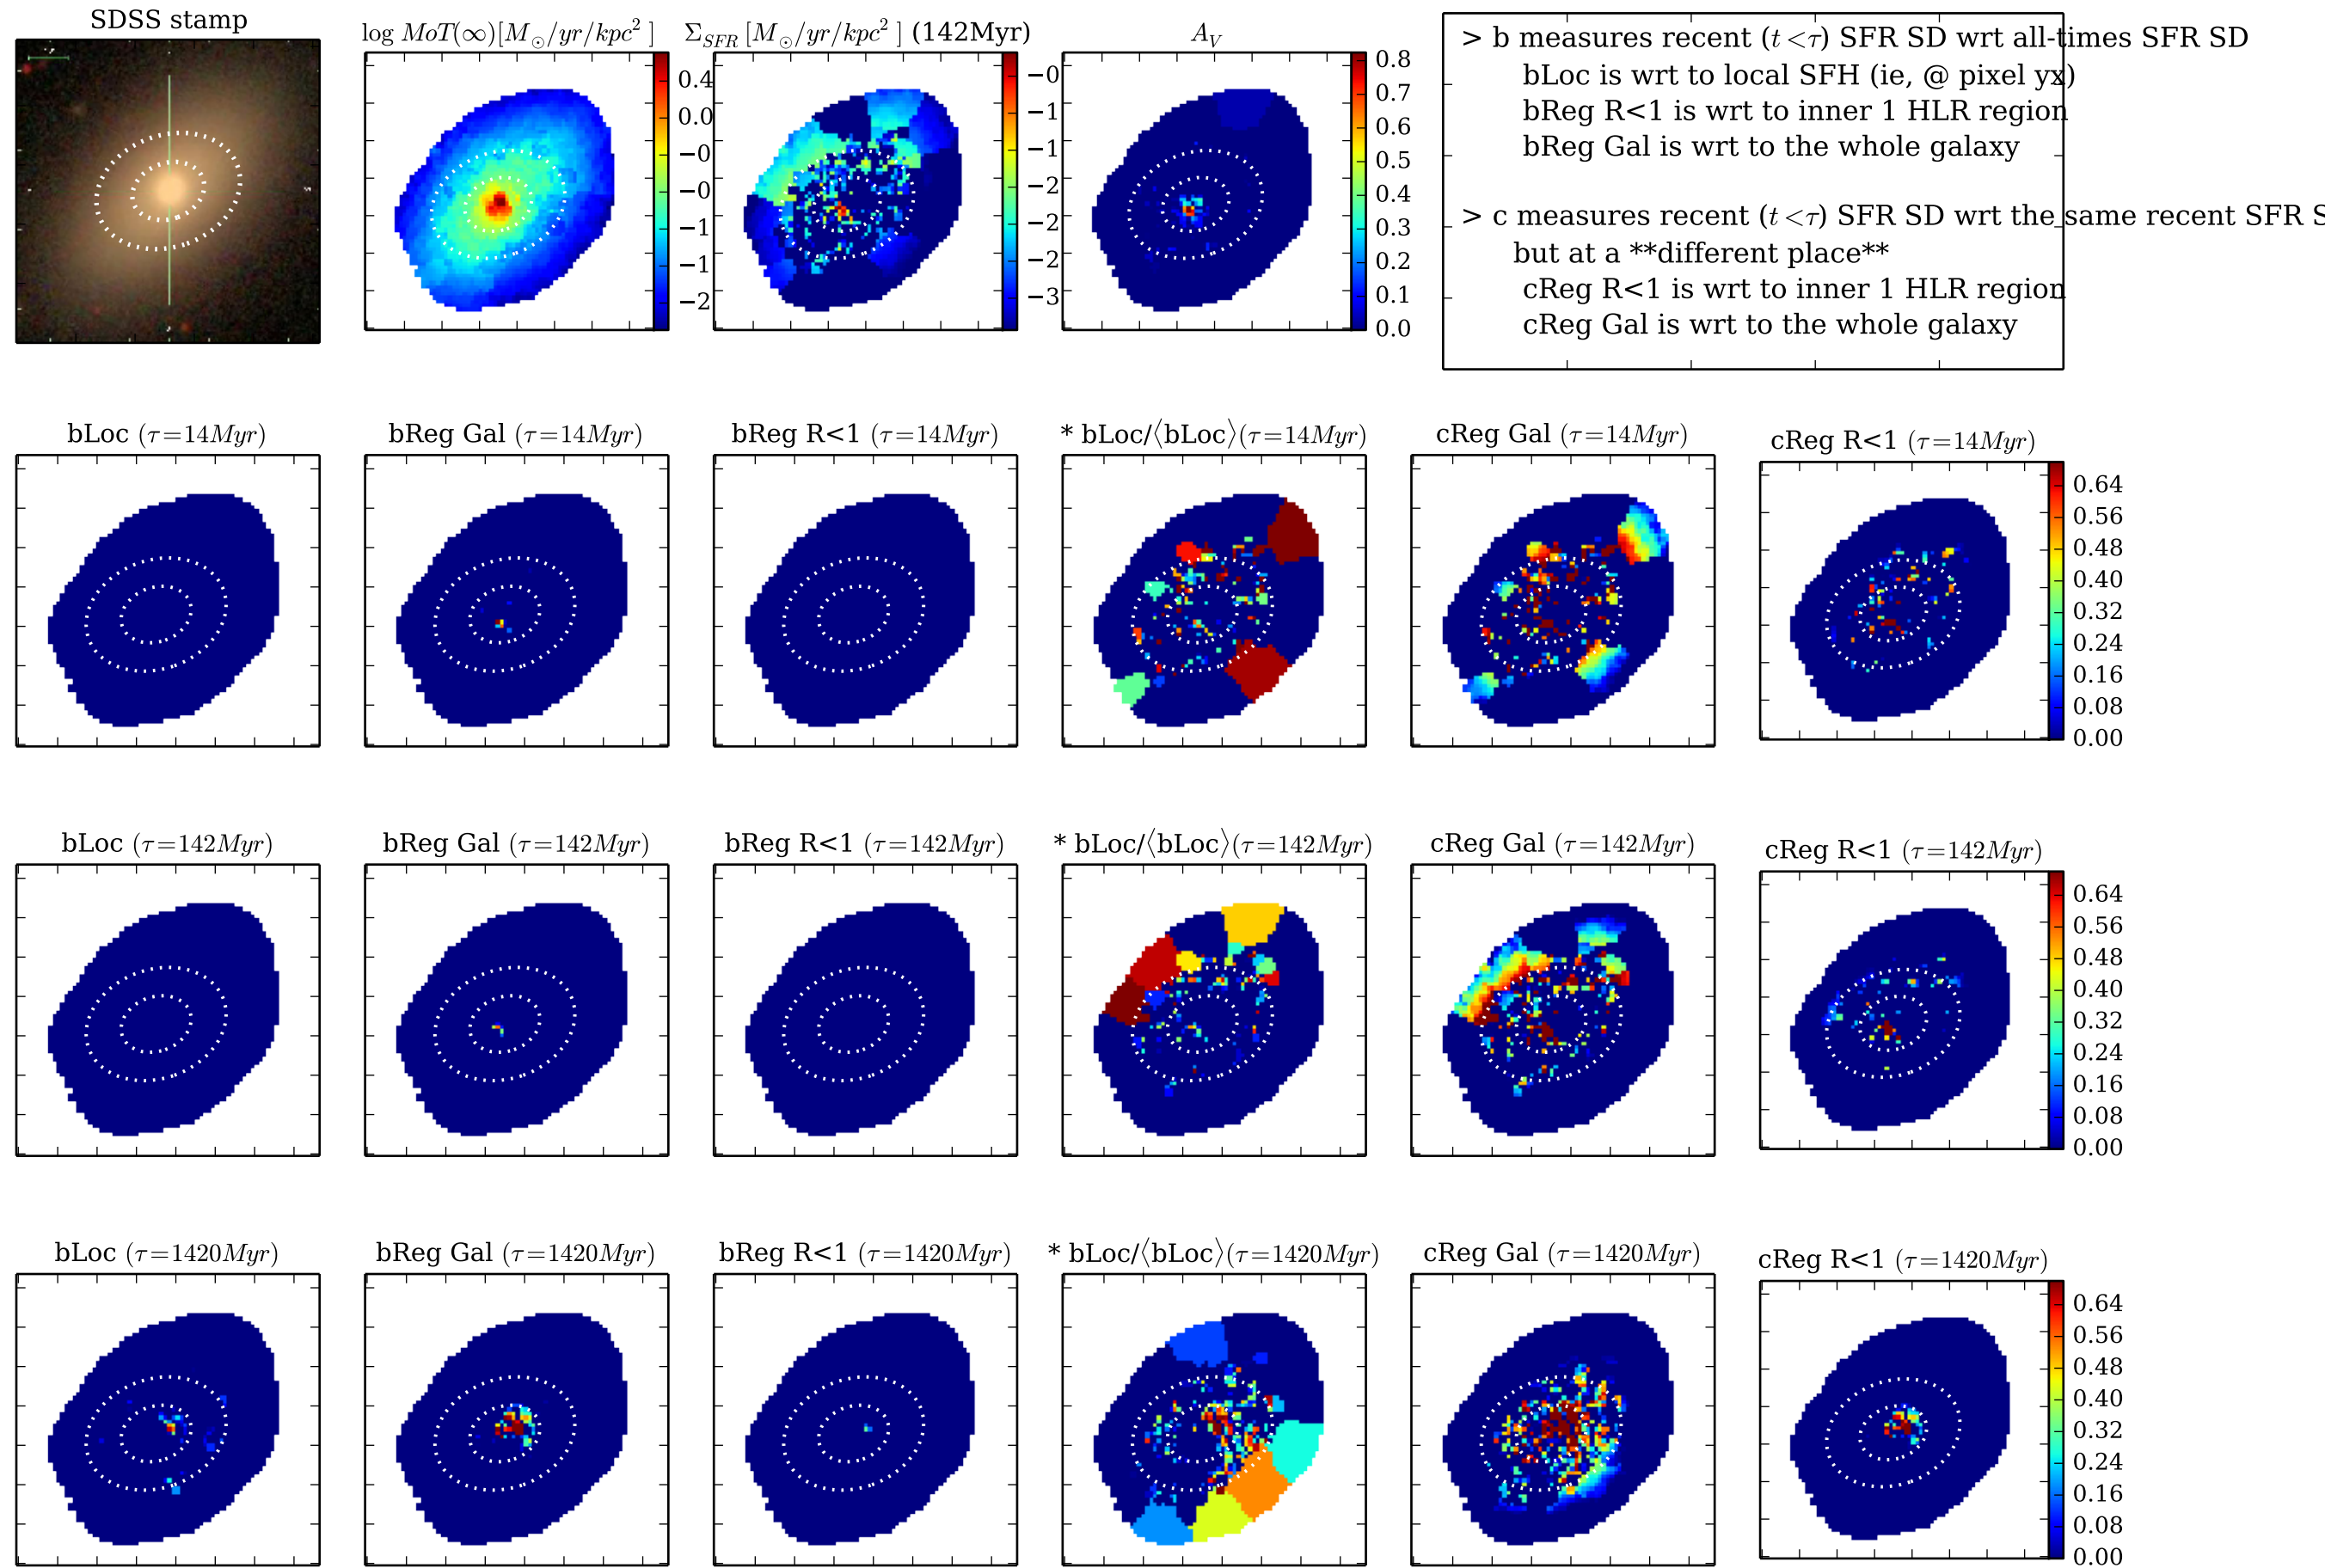 SDSS stamp
log MoT(∞)[M☉/yr/kpc²]
Σ_SFR [M☉/yr/kpc²] (142Myr)
A_V
0.4
0.0
−0
−0
−1
−1
−2
−0
−1
−1
−2
−2
−2
−3
0.8
0.7
0.6
0.5
0.4
0.3
0.2
0.1
0.0
> b measures recent (t<τ) SFR SD wrt all-times SFR SD
bLoc is wrt to local SFH (ie, @ pixel yx)
bReg R<1 is wrt to inner 1 HLR region
bReg Gal is wrt to the whole galaxy
> c measures recent (t<τ) SFR SD wrt the same recent SFR S
but at a **different place**
cReg R<1 is wrt to inner 1 HLR region
cReg Gal is wrt to the whole galaxy
bLoc (τ=14Myr)
bReg Gal (τ=14Myr)
bReg R<1 (τ=14Myr)
* bLoc/⟨bLoc⟩(τ=14Myr)
cReg Gal (τ=14Myr)
cReg R<1 (τ=14Myr)
0.64
0.56
0.48
0.40
0.32
0.24
0.16
0.08
0.00
bLoc (τ=142Myr)
bReg Gal (τ=142Myr)
bReg R<1 (τ=142Myr)
* bLoc/⟨bLoc⟩(τ=142Myr)
cReg Gal (τ=142Myr)
cReg R<1 (τ=142Myr)
0.64
0.56
0.48
0.40
0.32
0.24
0.16
0.08
0.00
bLoc (τ=1420Myr)
bReg Gal (τ=1420Myr)
bReg R<1 (τ=1420Myr)
* bLoc/⟨bLoc⟩(τ=1420Myr)
cReg Gal (τ=1420Myr)
cReg R<1 (τ=1420Myr)
0.64
0.56
0.48
0.40
0.32
0.24
0.16
0.08
0.00